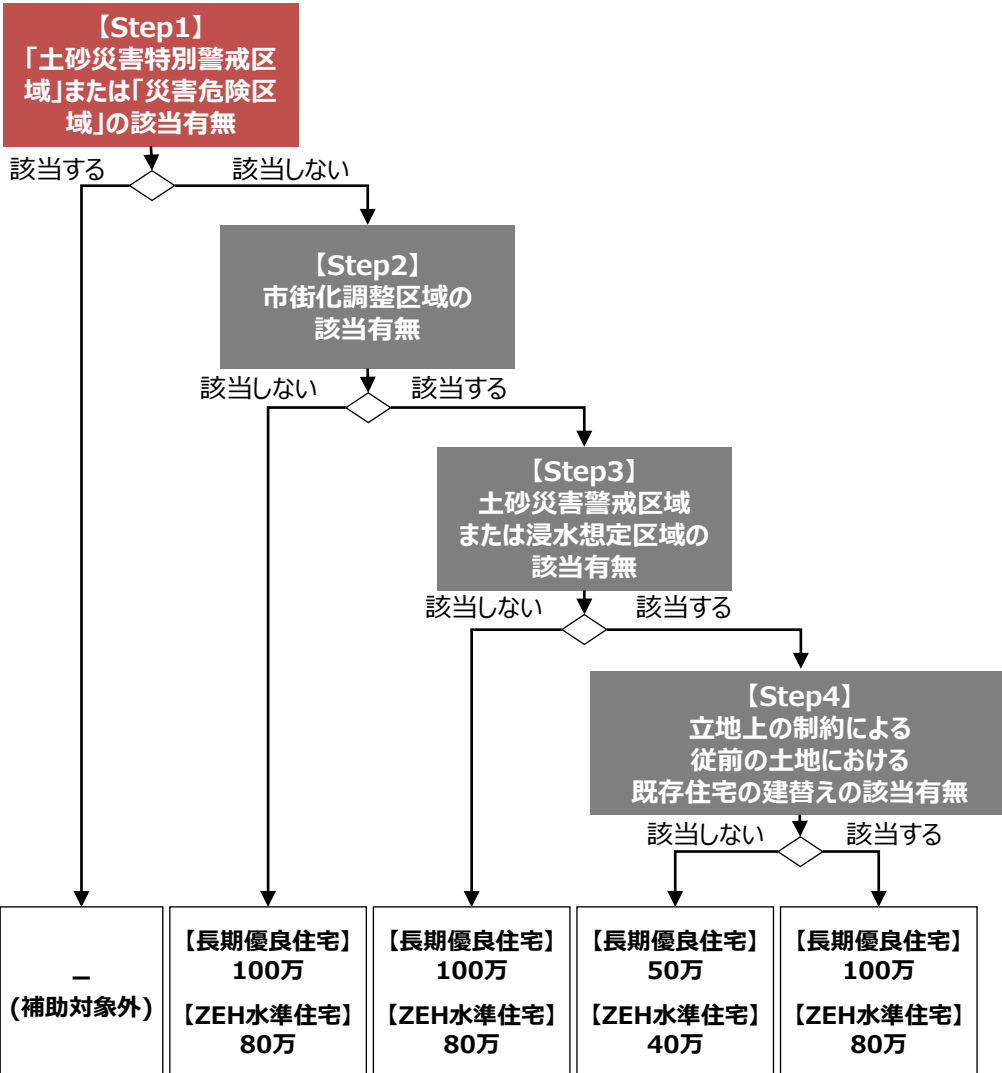 【Step1】
「土砂災害特別警戒区
域」または「災害危険区
域」の該当有無
該当する
該当しない
【Step2】
市街化調整区域の
該当有無
該当しない
該当する
【Step3】
土砂災害警戒区域
または浸水想定区域の
該当有無
該当しない
該当する
【Step4】
立地上の制約による
従前の土地における
既存住宅の建替えの該当有無
該当しない
該当する
－
(補助対象外)
【長期優良住宅】
100万
【ZEH水準住宅】
80万
【長期優良住宅】
100万
【ZEH水準住宅】
80万
【長期優良住宅】
50万
【ZEH水準住宅】
40万
【長期優良住宅】
100万
【ZEH水準住宅】
80万